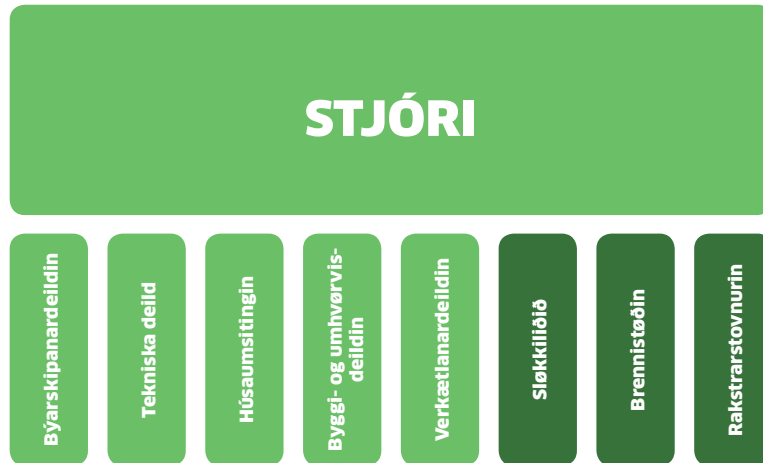 STJÓRI
Býarskipanardeildin
Tekniska deild
Húsaumsitingin
Byggi- og umhvørvis-
deildin
Verkætlanardeildin
Sløkkiliðið
Brennistøðin
Rakstrarstovnurin